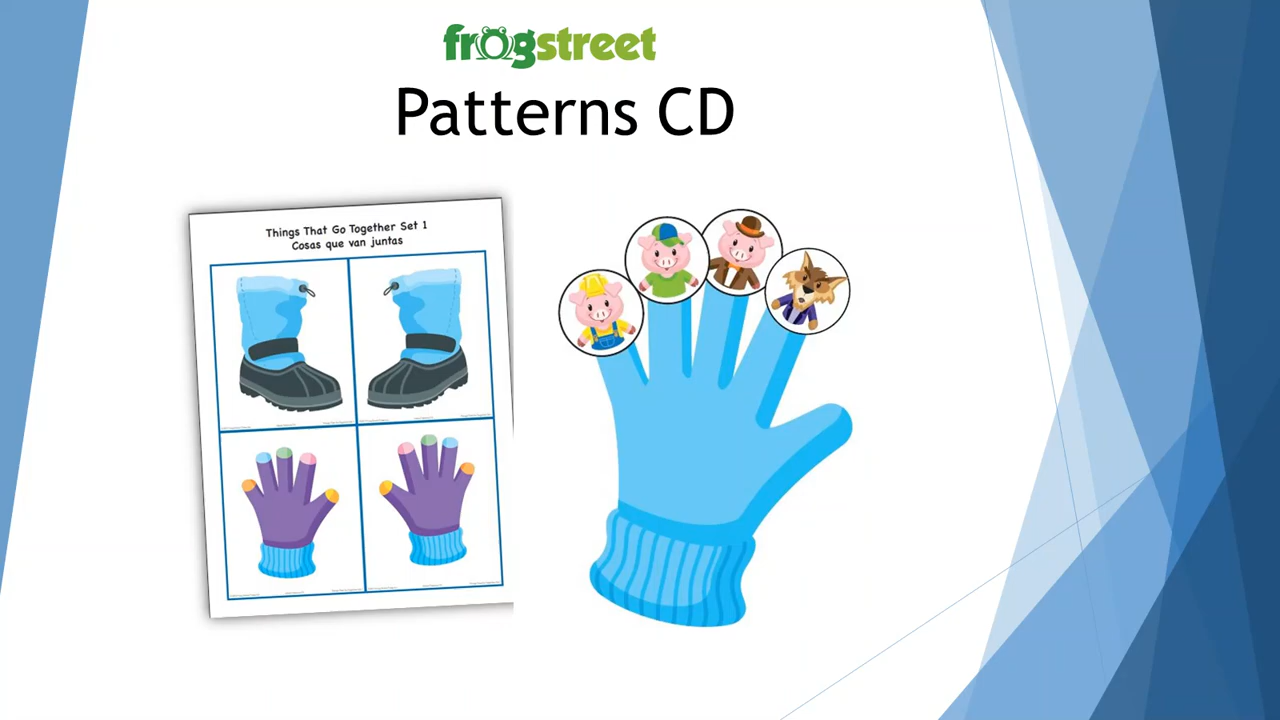 frogstreet
Patterns CD
Things That Go Together Set 1
Cosas que van juntas